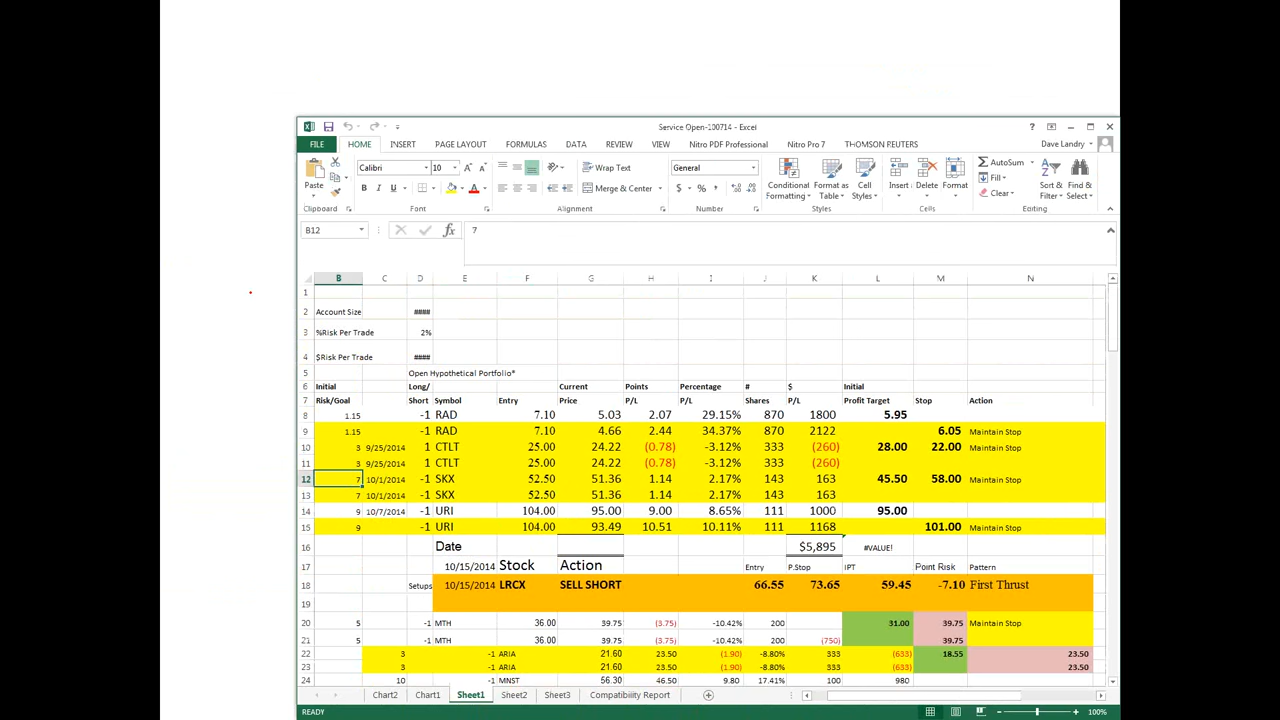 Service Open-100714 - Excel
FILE HOME INSERT PAGE LAYOUT FORMULAS DATA REVIEW VIEW Nitro PDF Professional Nitro Pro 7 THOMSON REUTERS Dave Landry
Calibri 10 Wrap Text General AutoSum
Paste Merge & Center Conditional Formatting Format as Table Cell Styles Insert Delete Format Fill Clear Sort & Filter Find & Select
Clipboard Font Alignment Number Styles Cells Editing
B12 7
B C D E F G H I J K L M N
1
2 Account Size ####
3 %Risk Per Trade 2%
4 $Risk Per Trade ####
5 Open Hypothetical Portfolio*
6 Initial Long/ Current Points Percentage # $ Initial
7 Risk/Goal Short Symbol Entry Price P/L P/L Shares P/L Profit Target Stop Action
8 1.15 -1 RAD 7.10 5.03 2.07 29.15% 870 1800 5.95
9 1.15 -1 RAD 7.10 4.66 2.44 34.37% 870 2122 6.05 Maintain Stop
10 3 9/25/2014 1 CTLT 25.00 24.22 (0.78) -3.12% 333 (260) 28.00 22.00 Maintain Stop
11 3 9/25/2014 1 CTLT 25.00 24.22 (0.78) -3.12% 333 (260)
12 7 10/1/2014 -1 SKX 52.50 51.36 1.14 2.17% 143 163 45.50 58.00 Maintain Stop
13 7 10/1/2014 -1 SKX 52.50 51.36 1.14 2.17% 143 163
14 9 10/7/2014 -1 URI 104.00 95.00 9.00 8.65% 111 1000 95.00
15 9 -1 URI 104.00 93.49 10.51 10.11% 111 1168 101.00 Maintain Stop
16 Date $5,895 #VALUE!
17 10/15/2014 Stock Action Entry P.Stop IPT Point Risk Pattern
18 Setups 10/15/2014 LRCX SELL SHORT 66.55 73.65 59.45 -7.10 First Thrust
19
20 5 -1 MTH 36.00 39.75 (3.75) -10.42% 200 31.00 39.75 Maintain Stop
21 5 -1 MTH 36.00 39.75 (3.75) -10.42% 200 (750) 39.75
22 3 -1 ARIA 21.60 23.50 (1.90) -8.80% 333 (633) 18.55 23.50
23 3 -1 ARIA 21.60 23.50 (1.90) -8.80% 333 (633) 23.50
24 10 -1 MNST 56.30 46.50 9.80 17.41% 100 980
Chart2 Chart1 Sheet1 Sheet2 Sheet3 Compatibility Report
READY 100%